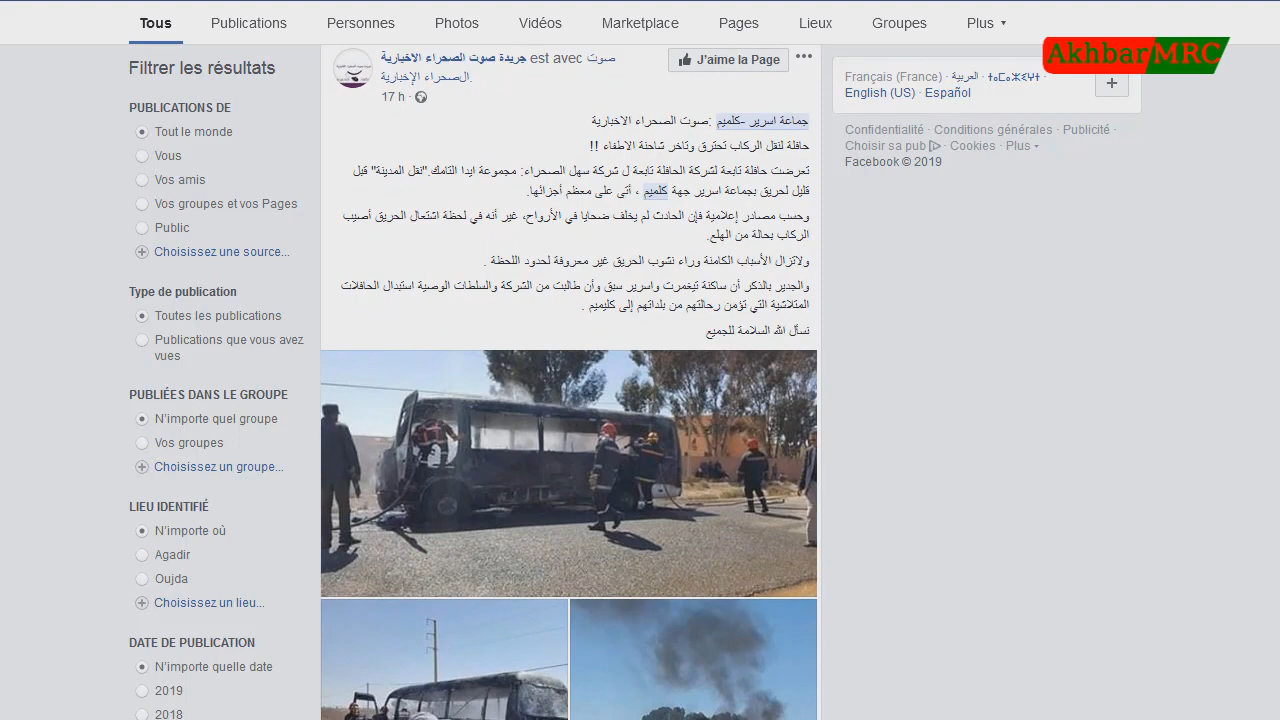 Tous Publications Personnes Photos Vidéos Marketplace Pages Lieux Groupes Plus
AkhbarMRC
Filtrer les résultats
PUBLICATIONS DE
Tout le monde
Vous
Vos amis
Vos groupes et vos Pages
Public
Choisissez une source...
Type de publication
Toutes les publications
Publications que vous avez
vues
PUBLIÉES DANS LE GROUPE
N'importe quel groupe
Vos groupes
Choisissez un groupe...
LIEU IDENTIFIÉ
N'importe où
Agadir
Oujda
Choisissez un lieu...
DATE DE PUBLICATION
N'importe quelle date
2019
2018
جريدة صوت الصحراء الاخبارية est avec صوت
الصحراء الإخبارية.
17 h ·
J'aime la Page
جماعة اسرير -كلميم :صوت الصحراء الاخبارية
حافلة لنقل الركاب تحترق وتاخر شاحنة الاطفاء !!
تعرضت حافلة تابعة لشركة الحافلة تابعة ل شركة سهل الصحراء: مجموعة ايدا التامك."نقل المدينة" قبل
قليل لحريق بجماعة اسرير جهة كلميم ، أتى على معظم أجزائها.
وحسب مصادر إعلامية فإن الحادث لم يخلف ضحايا في الأرواح، غير أنه في لحظة اشتعال الحريق أصيب
الركاب بحالة من الهلع.
ولاتزال الأسباب الكامنة وراء نشوب الحريق غير معروفة لحدود اللحظة .
والجدير بالذكر أن ساكنة تيغمرت واسرير سبق وأن طالبت من الشركة والسلطات الوصية استبدال الحافلات
المتلاشية التي تؤمن رحالتهم من بلداتهم إلى كليميم .
نسأل الله السلامة للجميع
Français (France) · العربية · ⵜⴰⵎⴰⵣⵉⵖⵜ ·
English (US) · Español
Confidentialité · Conditions générales · Publicité ·
Choisir sa pub · Cookies · Plus
Facebook © 2019